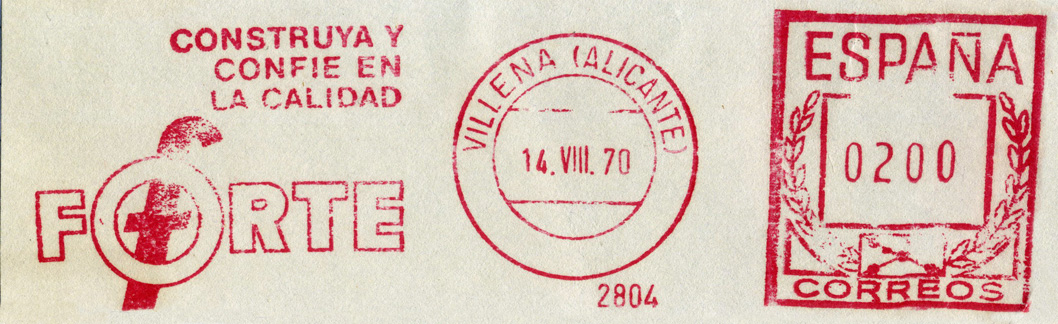 CONSTRUYA Y
CONFIE EN
LA CALIDAD
FORTE
VILLENA (ALICANTE)
14. VIII. 70
2804
ESPAÑA
0200
CORREOS